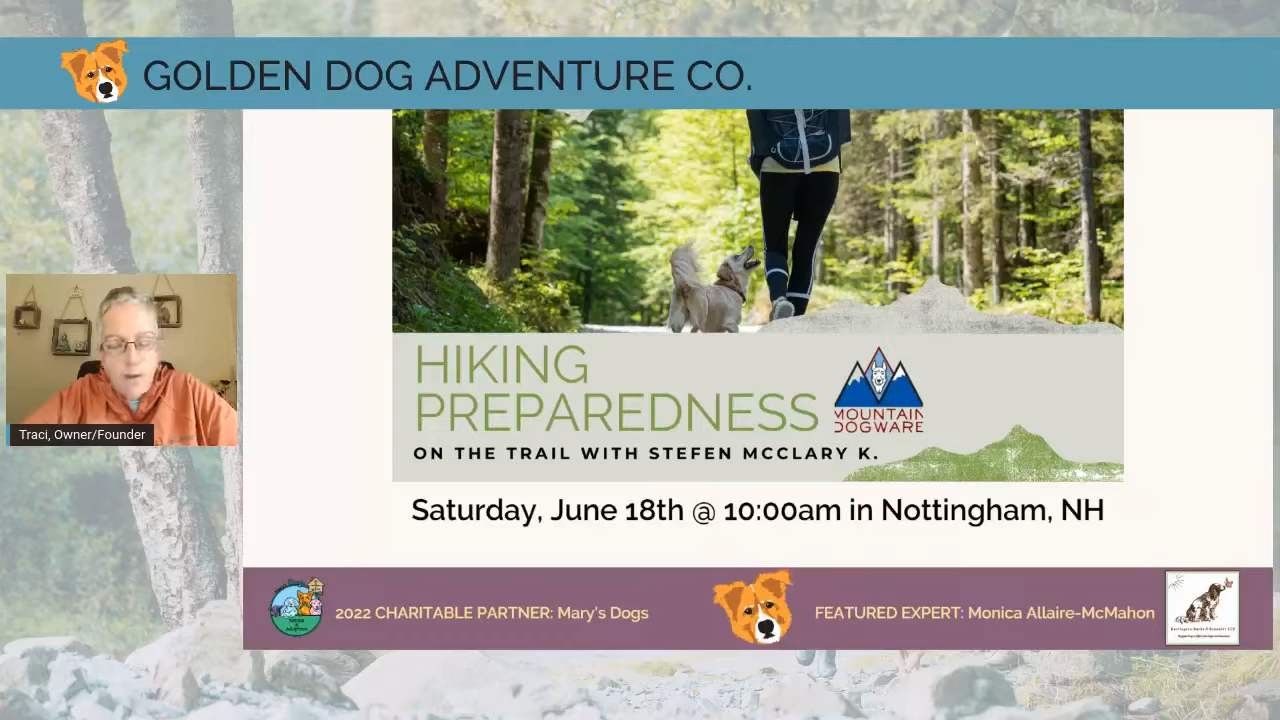 GOLDEN DOG ADVENTURE CO.
HIKING
PREPAREDNESS
MOUNTAIN
DOGWARE
ON THE TRAIL WITH STEFEN MCCLARY K.
Traci, Owner/Founder
Saturday, June 18th @ 10:00am in Nottingham, NH
2022 CHARITABLE PARTNER: Mary's Dogs
FEATURED EXPERT: Monica Allaire-McMahon